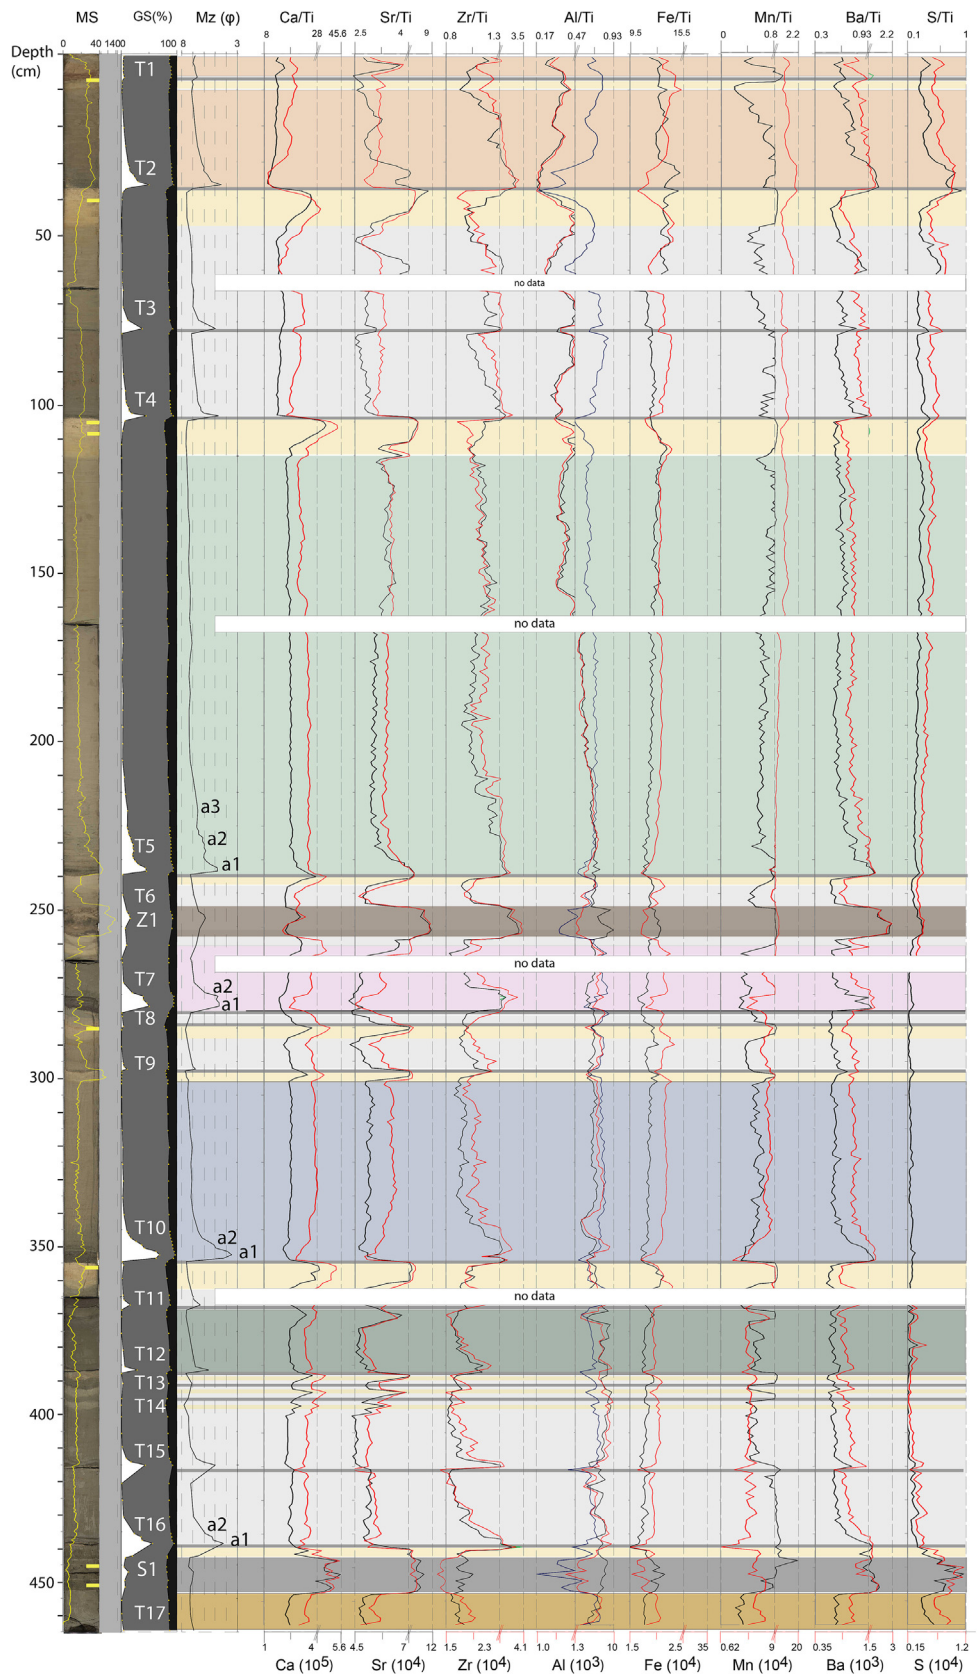 MS GS(%) Mz (φ) Ca/Ti Sr/Ti Zr/Ti Al/Ti Fe/Ti Mn/Ti Ba/Ti S/Ti
Depth 0 40 1400 100 8 3 8 28 45.6 2.5 4 9 0.8 1.3 3.5 0.17 0.47 0.93 9.5 15.5 0 0.8 2.2 0.3 0.93 2.2 0.1 1
(cm)
T1
T2
50
no data
T3
T4
100
150
no data
200
a3
a2
T5
a1
T6
250
Z1
no data
T7
a2
a1
T8
T9
300
T10
a2
350
a1
T11
no data
T12
T13
T14
400
T15
T16
a2
a1
S1
450
T17
1 4 5.6 4.5 7 12 1.5 2.3 4.1 1.0 1.3 10 1.5 2.5 35 0.62 9 20 0.35 1.5 3 0.15 1.2
Ca (10⁵) Sr (10⁴) Zr (10⁴) Al (10³) Fe (10⁴) Mn (10⁴) Ba (10³) S (10⁴)